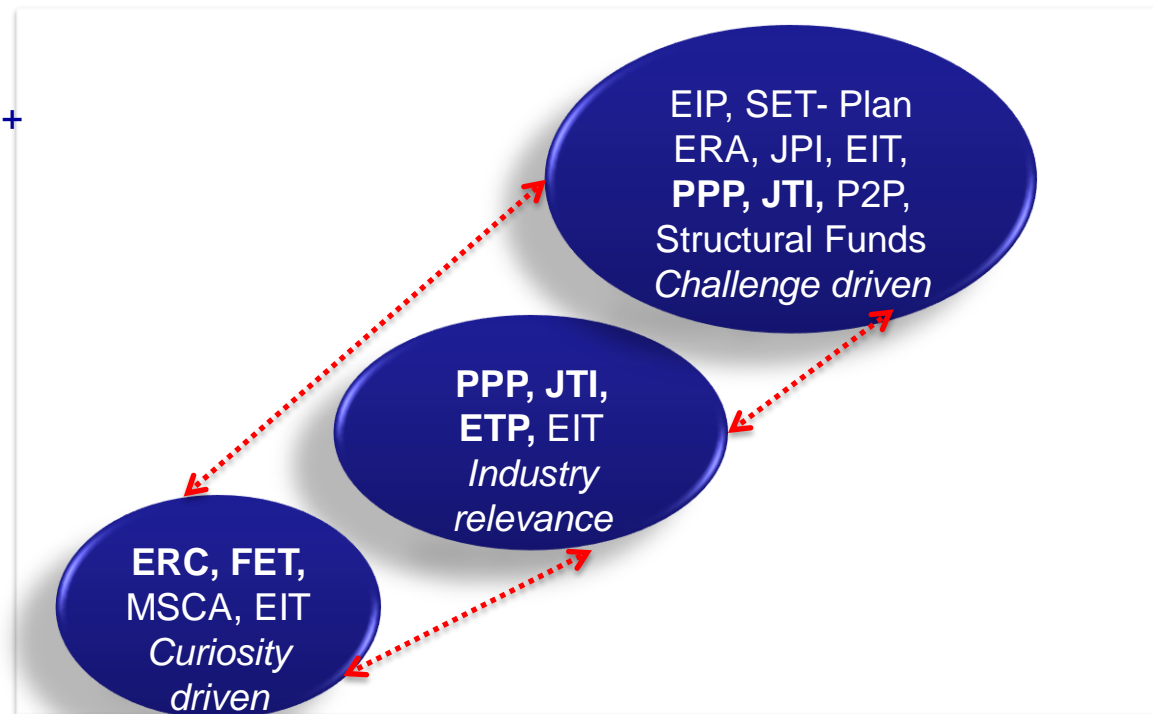 +
EIP, SET- Plan
ERA, JPI, EIT,
PPP, JTI, P2P,
Structural Funds
Challenge driven
PPP, JTI,
ETP, EIT
Industry
relevance
ERC, FET,
MSCA, EIT
Curiosity
driven